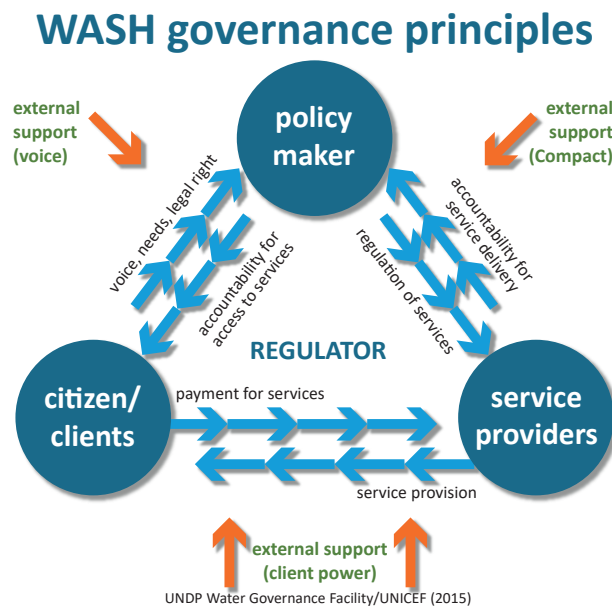 WASH governance principles
external
support
(voice)
policy
maker
external
support
(Compact)
voice, needs, legal right
accountability for
access to services
accountability for
service delivery
regulation of services
REGULATOR
citizen/
clients
payment for services
service
providers
service provision
external support
(client power)
UNDP Water Governance Facility/UNICEF (2015)